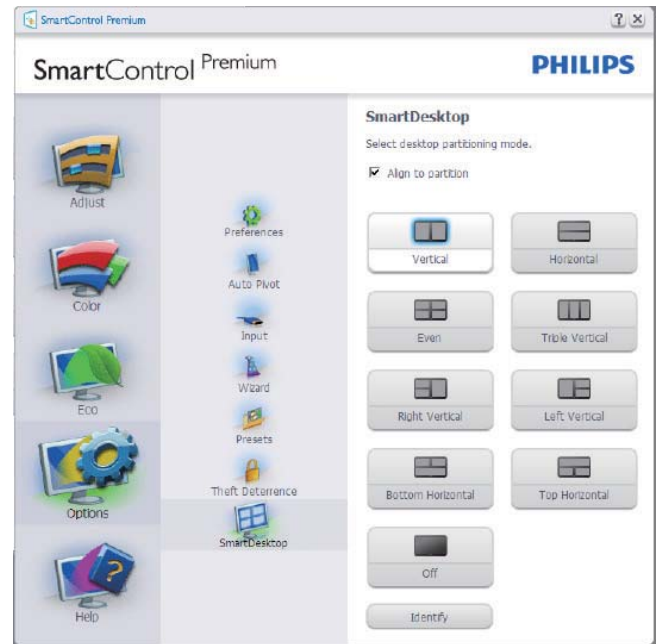 SmartControl Premium
SmartControl Premium
PHILIPS
Adjust
Color
Eco
Options
Help
Preferences
Auto Pivot
Input
Wizard
Presets
Theft Deterrence
SmartDesktop
SmartDesktop
Select desktop partitioning mode.
Align to partition
Vertical
Horizontal
Even
Triple Vertical
Right Vertical
Left Vertical
Bottom Horizontal
Top Horizontal
Off
Identify